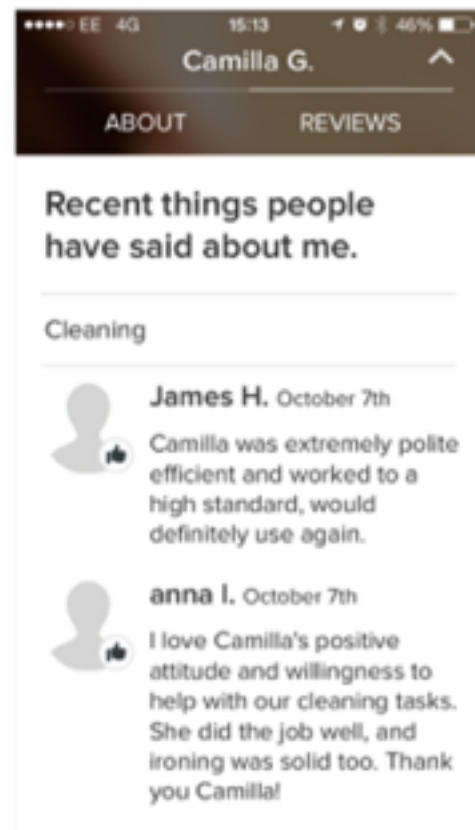 EE 4G 15:13 46%
Camilla G.
ABOUT REVIEWS
Recent things people
have said about me.
Cleaning
James H. October 7th
Camilla was extremely polite
efficient and worked to a
high standard, would
definitely use again.
anna l. October 7th
I love Camilla's positive
attitude and willingness to
help with our cleaning tasks.
She did the job well, and
ironing was solid too. Thank
you Camilla!